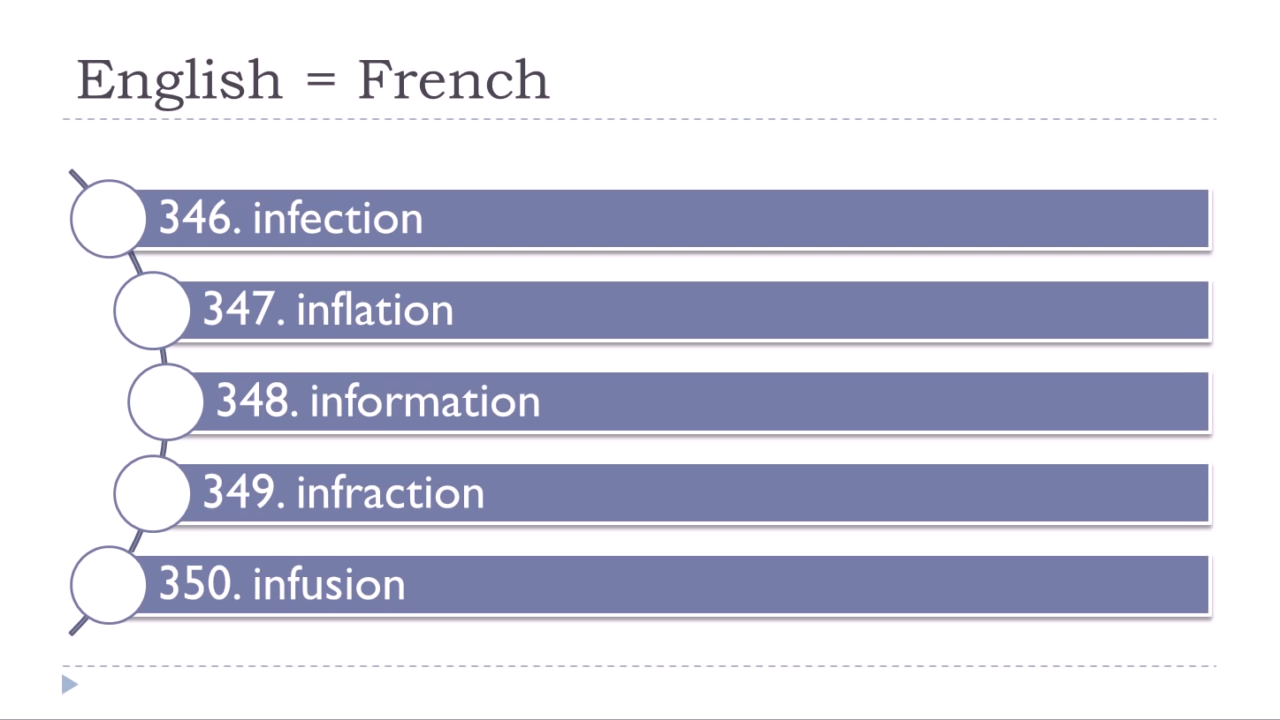 English = French
346. infection
347. inflation
348. information
349. infraction
350. infusion